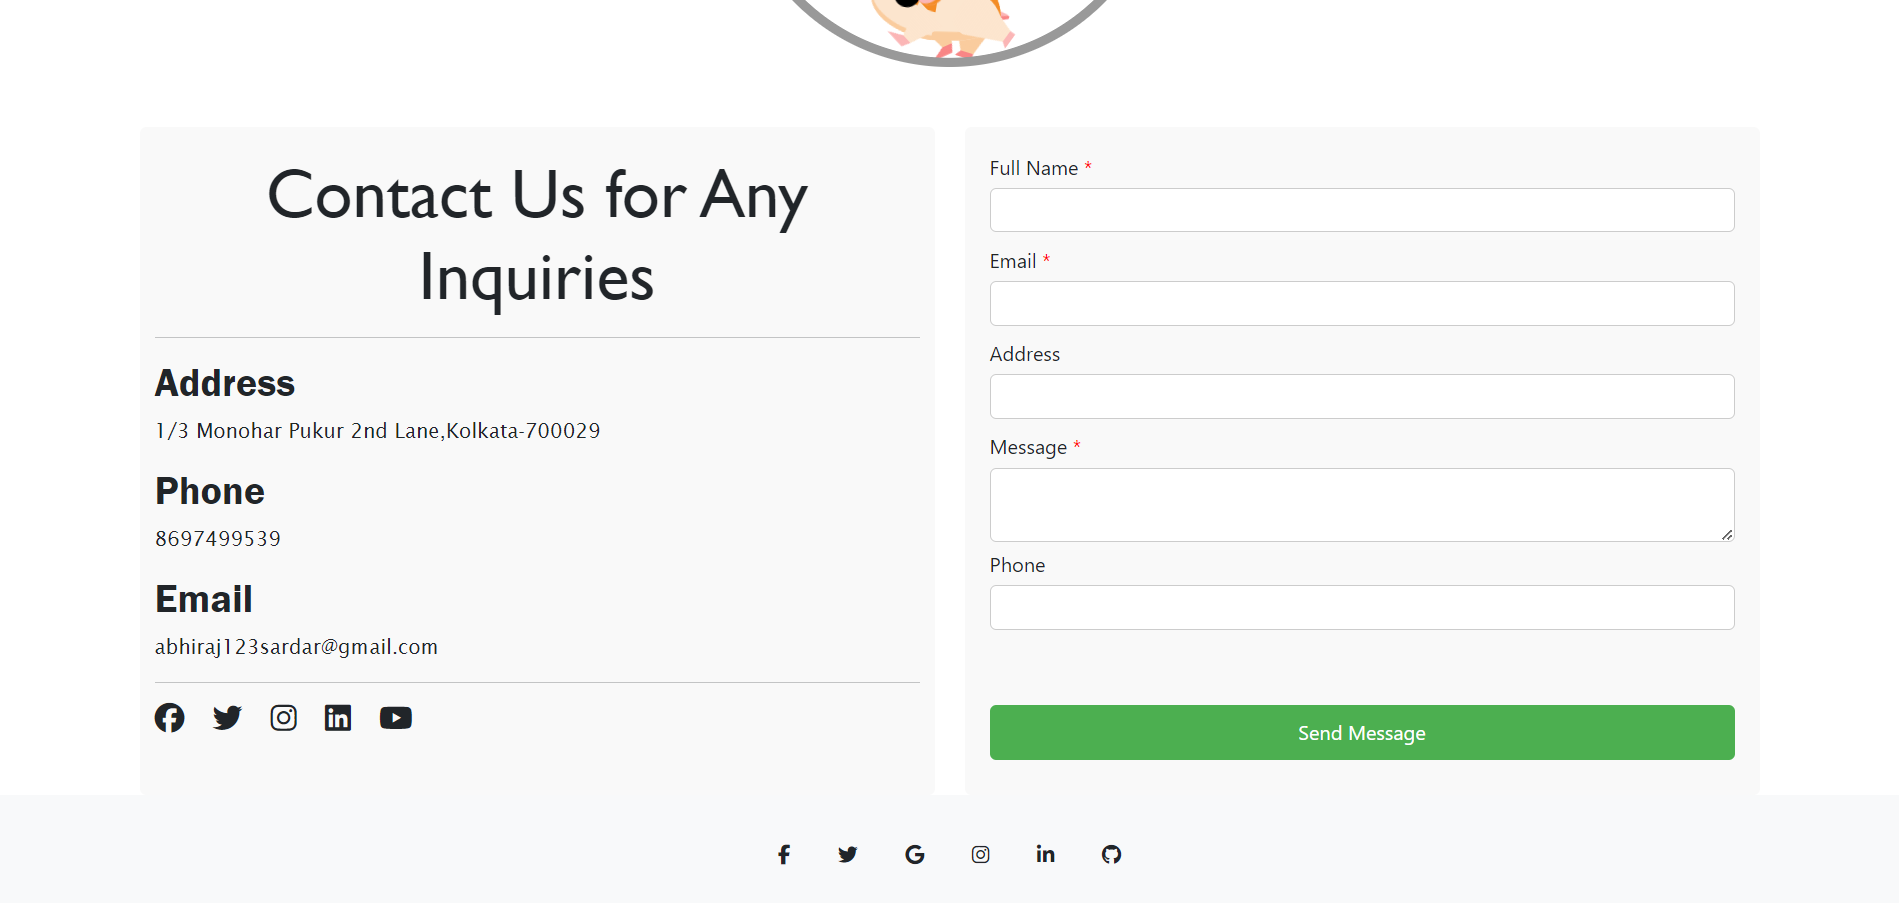 Contact Us for Any
Inquiries
Address
1/3 Monohar Pukur 2nd Lane,Kolkata-700029
Phone
8697499539
Email
abhiraj123sardar@gmail.com
Full Name *
Email *
Address
Message *
Phone
Send Message